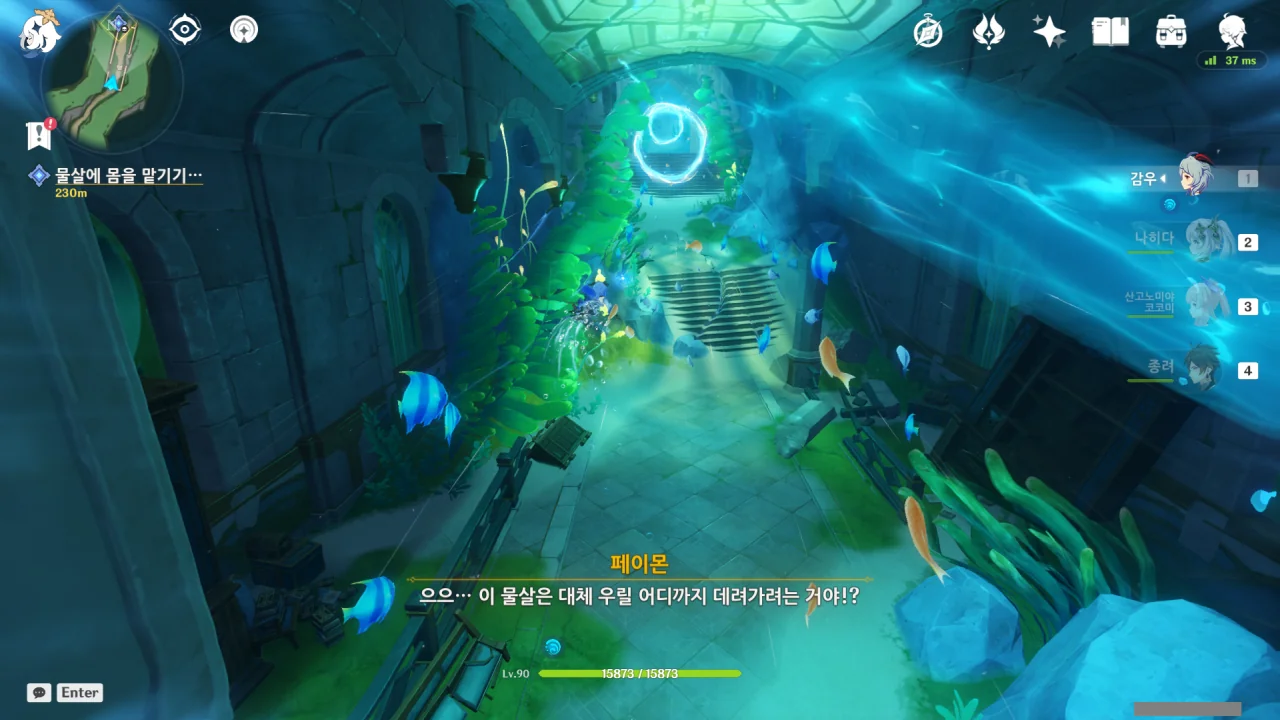 37 ms
물살에 몸을 맡기기…
230m
감우
1
나히다
2
산고노미야
코코미
3
종려
4
페이몬
으으… 이 물살은 대체 우릴 어디까지 데려가려는 거야!?
Lv.90
15873 / 15873
Enter